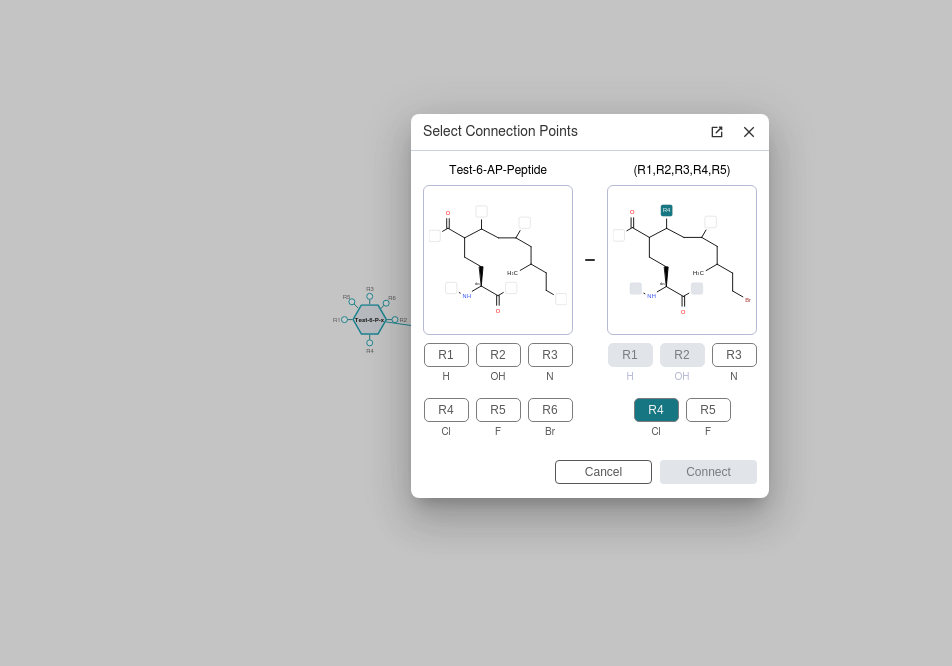 Select Connection Points
Test-6-AP-Peptide
(R1,R2,R3,R4,R5)
O
H₃C
NH
O
–
O
R4
H₃C
NH
O
Br
R1
R2
R3
H
OH
N
R4
R5
R6
Cl
F
Br
R1
R2
R3
H
OH
N
R4
R5
Cl
F
Cancel
Connect
R3
R5
R6
R1
Test-6-P-x
R2
R4